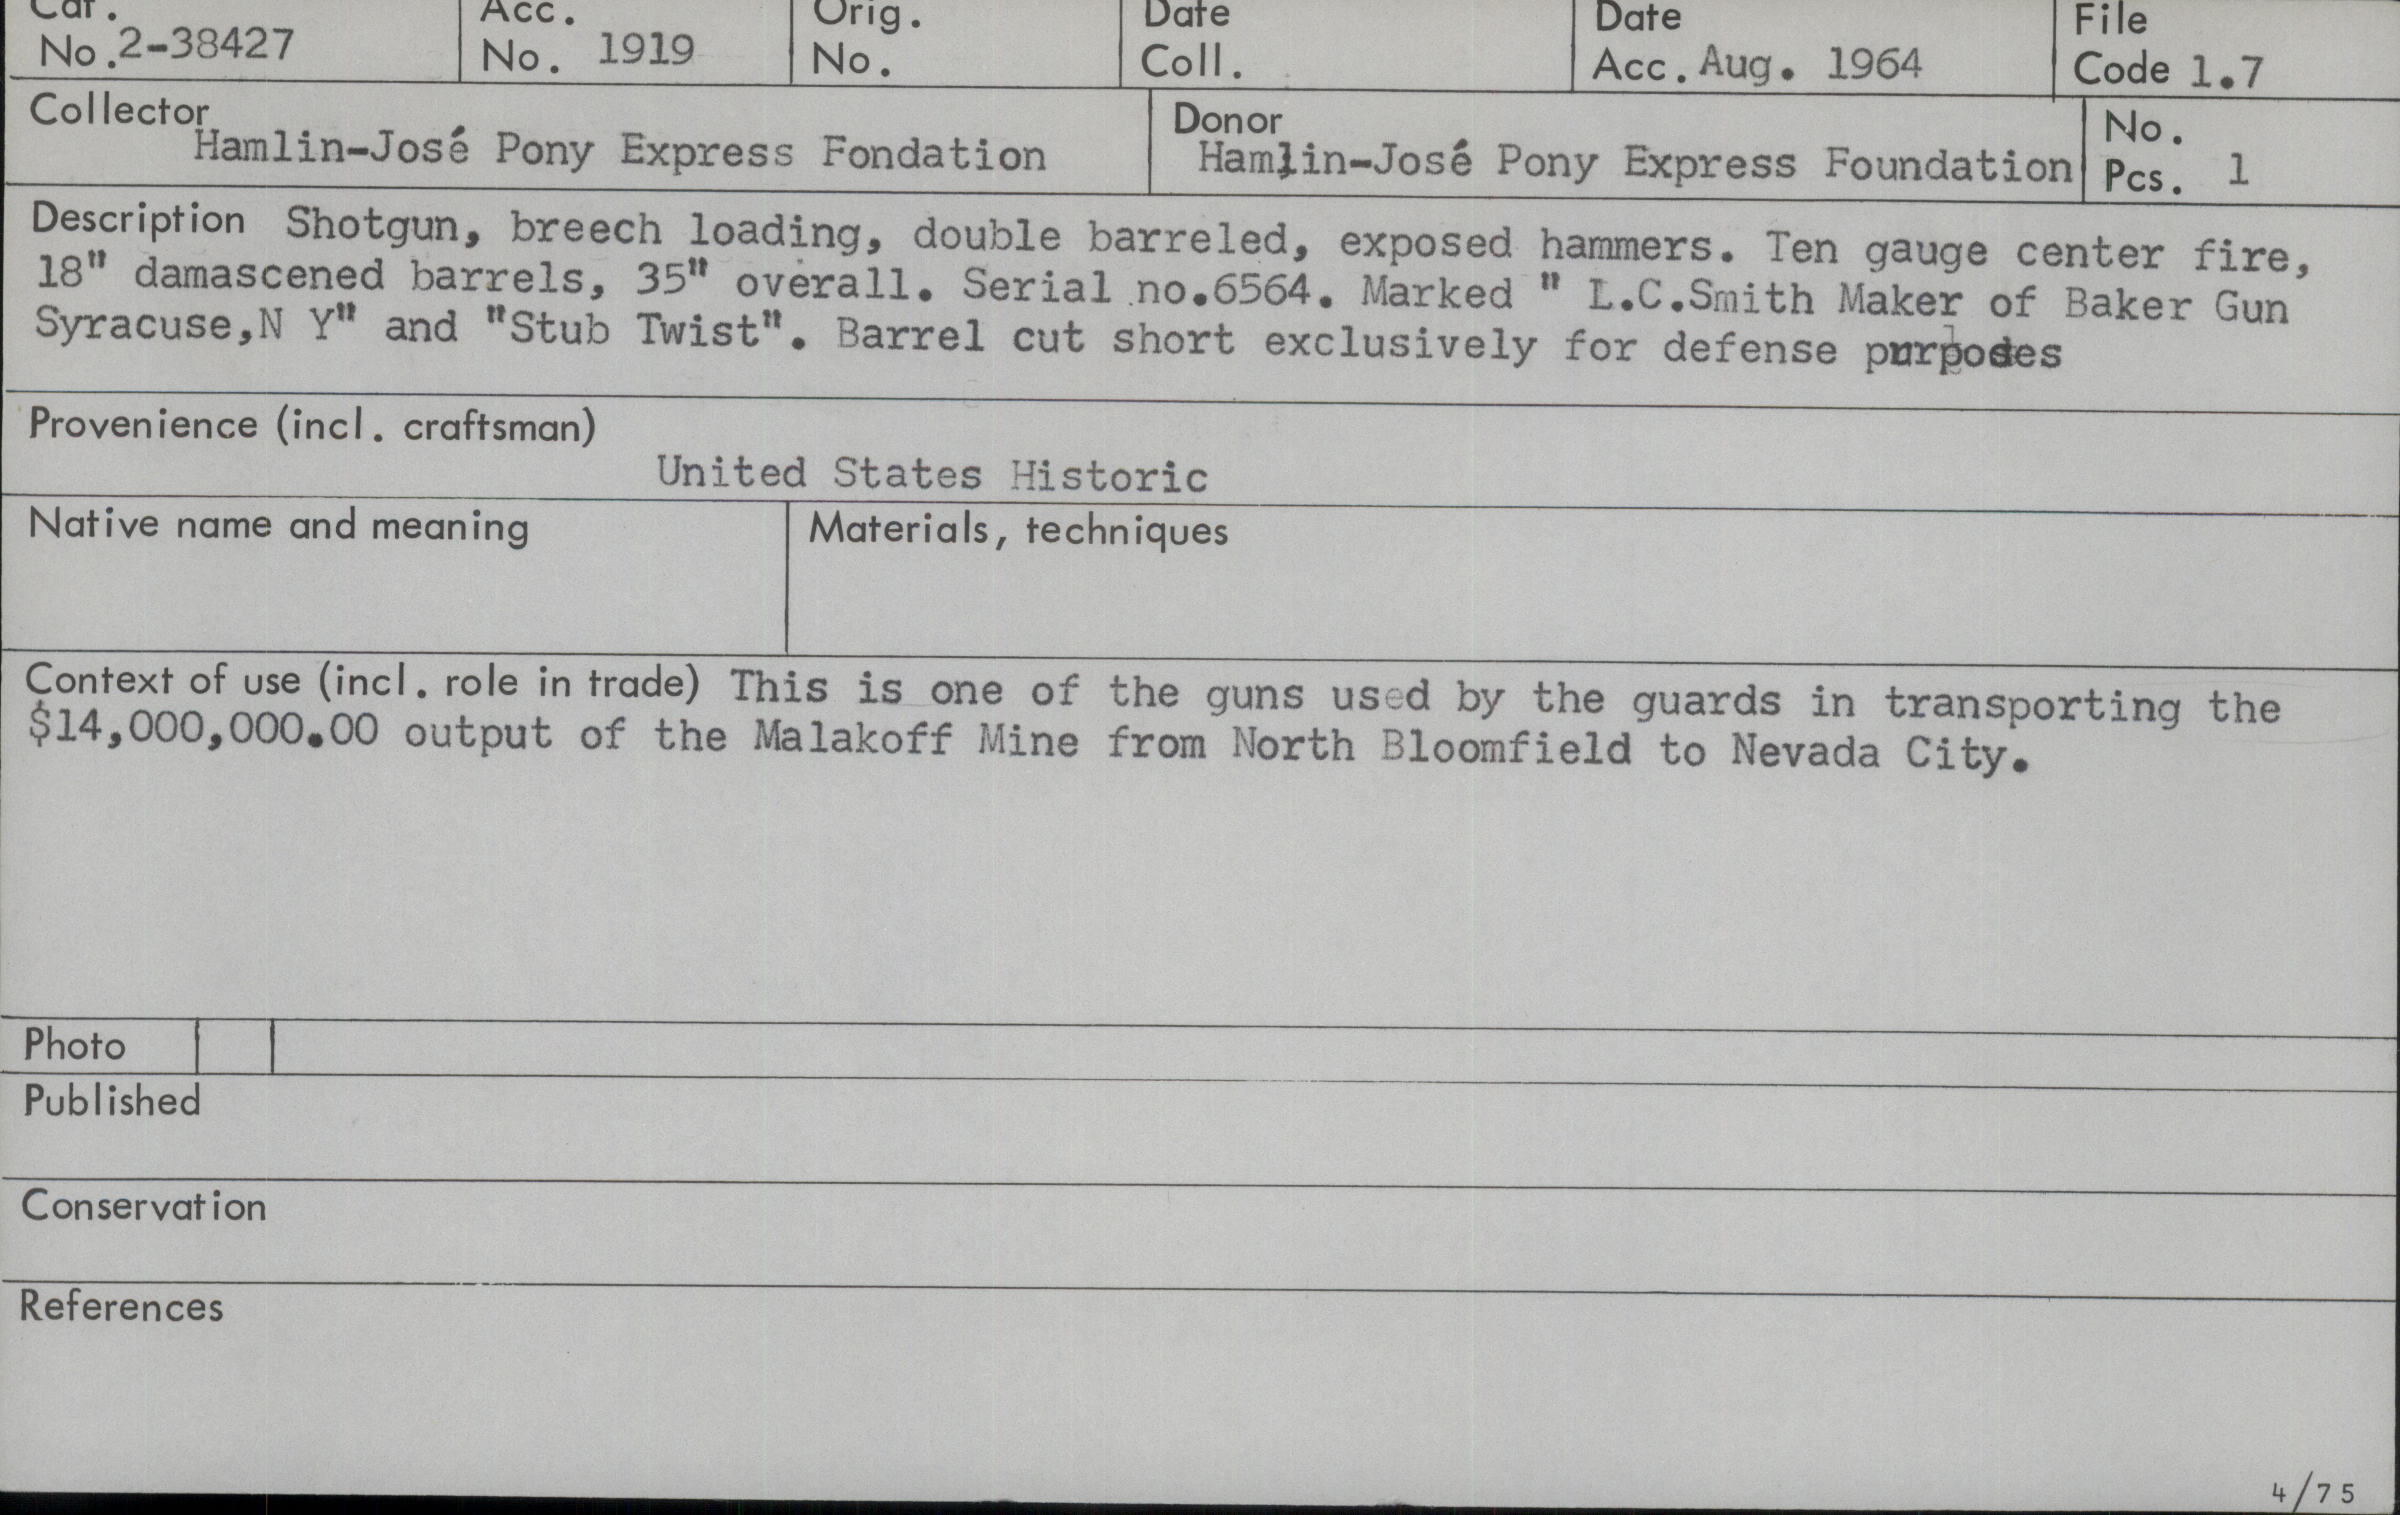 Cat. No. 2-38427
Acc. No. 1919
Orig. No.
Date Coll.
Date Acc. Aug. 1964
File Code 1.7
Collector
Hamlin-José Pony Express Fondation
Donor
Hamlin-José Pony Express Foundation
No. Pcs. 1
Description Shotgun, breech loading, double barreled, exposed hammers. Ten gauge center fire,
18" damascened barrels, 35" overall. Serial no.6564. Marked " L.C.Smith Maker of Baker Gun
Syracuse,N Y" and "Stub Twist". Barrel cut short exclusively for defense purposes
Provenience (incl. craftsman)
United States Historic
Native name and meaning
Materials, techniques
Context of use (incl. role in trade) This is one of the guns used by the guards in transporting the
$14,000,000.00 output of the Malakoff Mine from North Bloomfield to Nevada City.
Photo
Published
Conservation
References
4/75